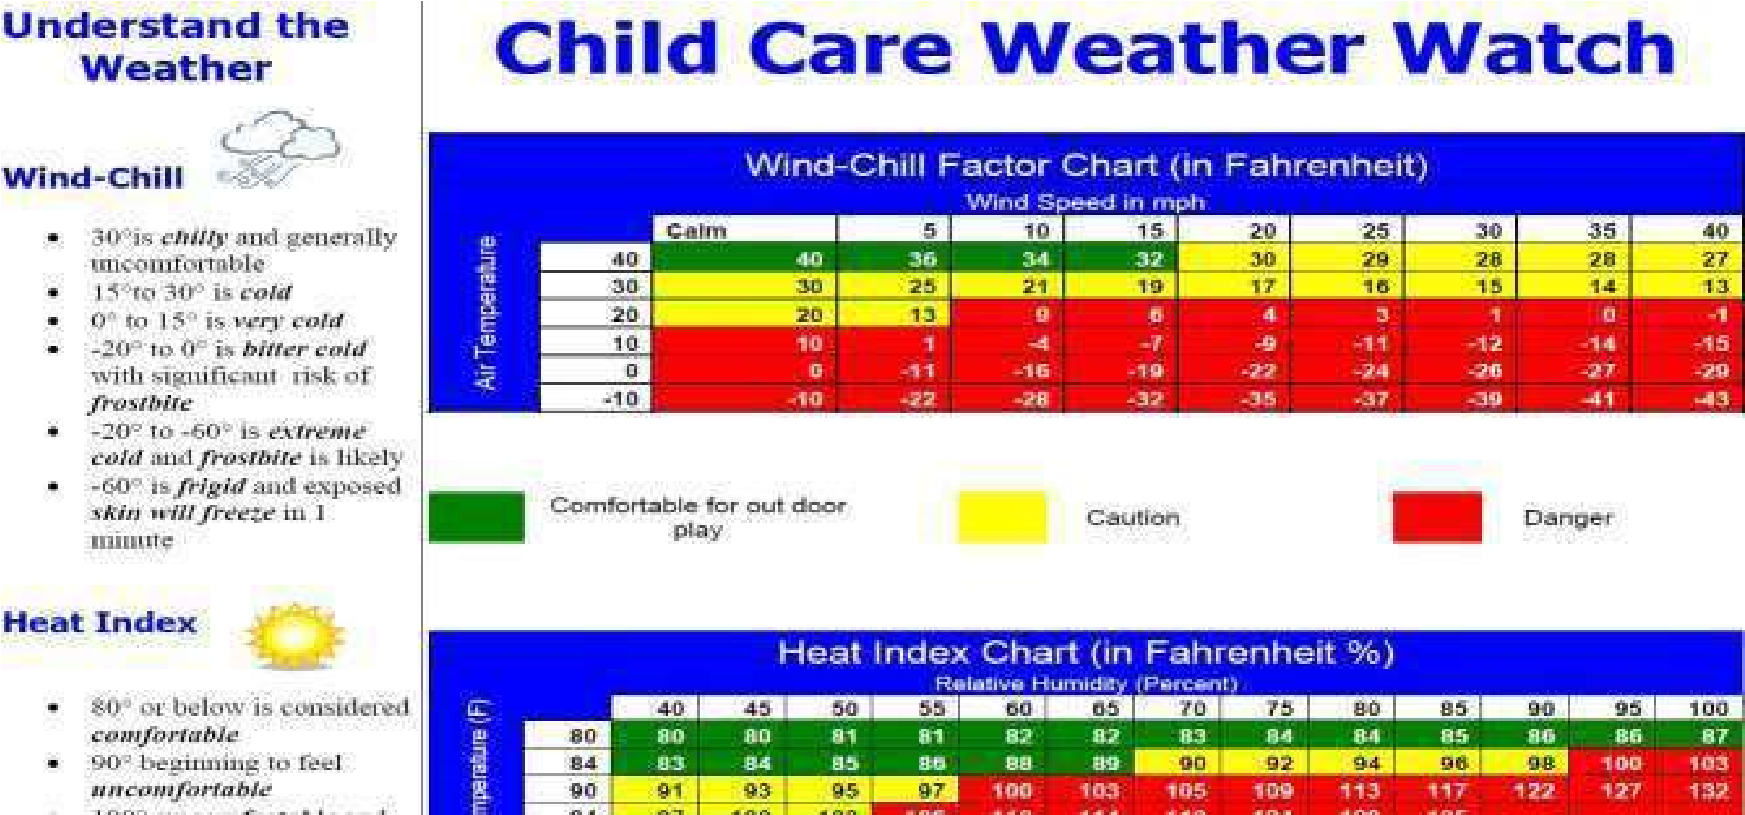 Understand the
Weather
Wind-Chill
• 30°is chilly and generally
uncomfortable
• 15°to 30° is cold
• 0° to 15° is very cold
• -20° to 0° is bitter cold
with significant risk of
frostbite
• -20° to -60° is extreme
cold and frostbite is likely
• -60° is frigid and exposed
skin will freeze in 1
minute
Heat Index
• 80° or below is considered
comfortable
• 90° beginning to feel
uncomfortable
Child Care Weather Watch
Wind-Chill Factor Chart (in Fahrenheit)
Wind Speed in mph
Air Temperature
Calm 5 10 15 20 25 30 35 40
40 40 36 34 32 30 29 28 28 27
30 30 25 21 19 17 16 15 14 13
20 20 13 9 6 4 3 1 0 -1
10 10 1 -4 -7 -9 -11 -12 -14 -15
0 0 -11 -16 -19 -22 -24 -26 -27 -29
-10 -10 -22 -28 -32 -35 -37 -39 -41 -43
Comfortable for out door
play
Caution
Danger
Heat Index Chart (in Fahrenheit %)
Relative Humidity (Percent)
40 45 50 55 60 65 70 75 80 85 90 95 100
80 80 80 81 81 82 82 83 84 84 85 86 86 87
84 83 84 85 86 88 89 90 92 94 96 98 100 103
90 91 93 95 97 100 103 105 109 113 117 122 127 132